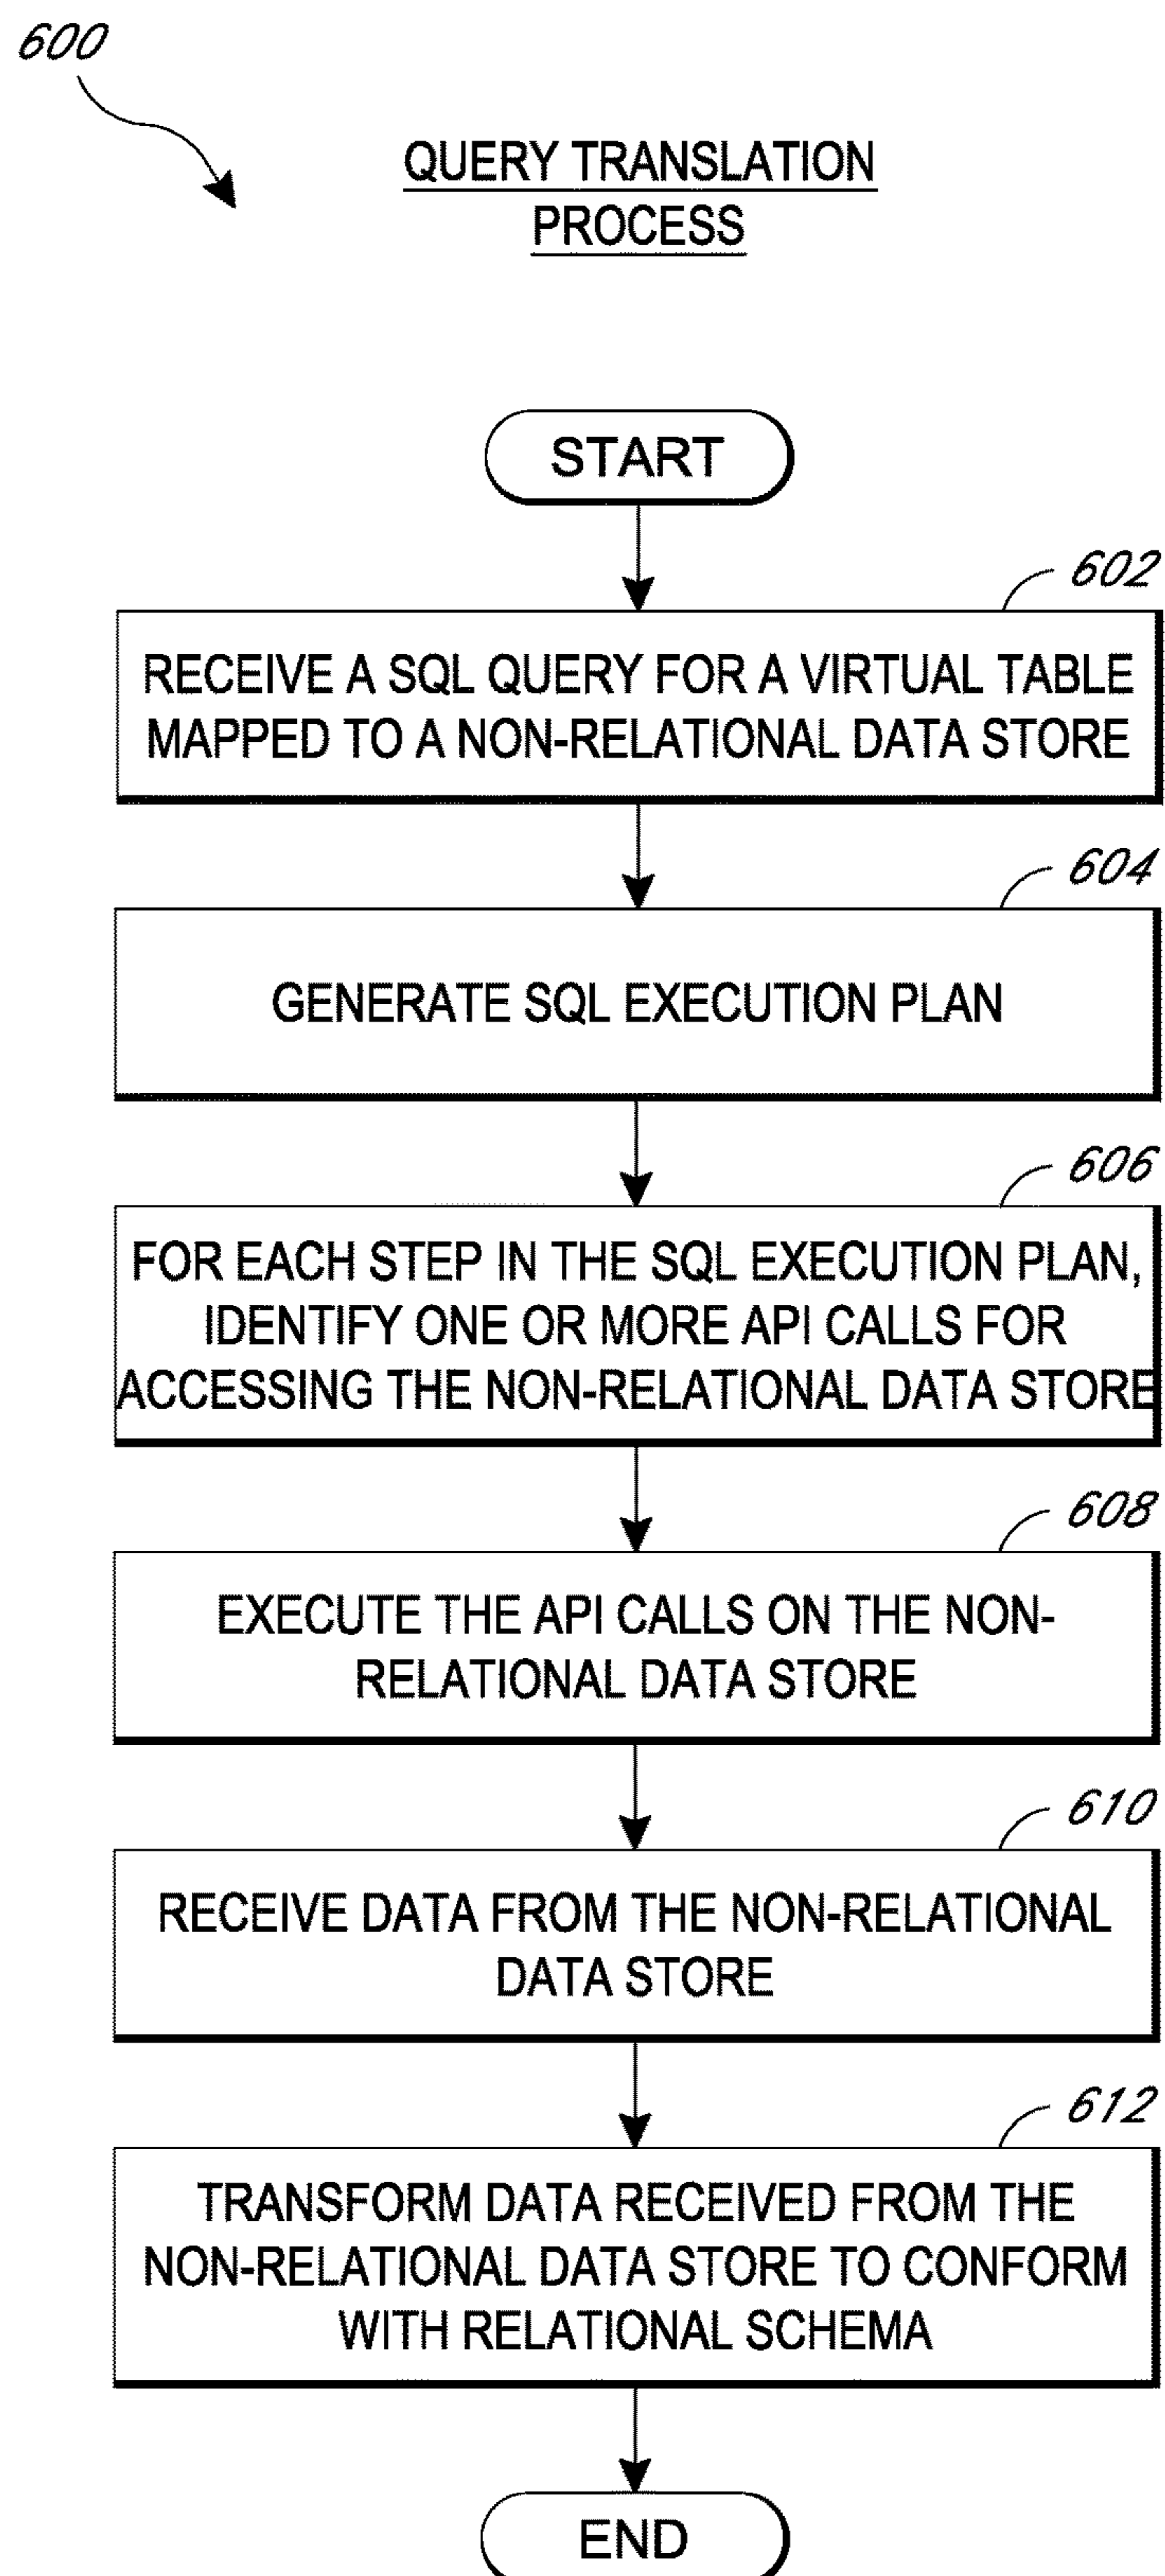 600
QUERY TRANSLATION
PROCESS
START
602
RECEIVE A SQL QUERY FOR A VIRTUAL TABLE
MAPPED TO A NON-RELATIONAL DATA STORE
604
GENERATE SQL EXECUTION PLAN
606
FOR EACH STEP IN THE SQL EXECUTION PLAN,
IDENTIFY ONE OR MORE API CALLS FOR
ACCESSING THE NON-RELATIONAL DATA STORE
608
EXECUTE THE API CALLS ON THE NON-
RELATIONAL DATA STORE
610
RECEIVE DATA FROM THE NON-RELATIONAL
DATA STORE
612
TRANSFORM DATA RECEIVED FROM THE
NON-RELATIONAL DATA STORE TO CONFORM
WITH RELATIONAL SCHEMA
END